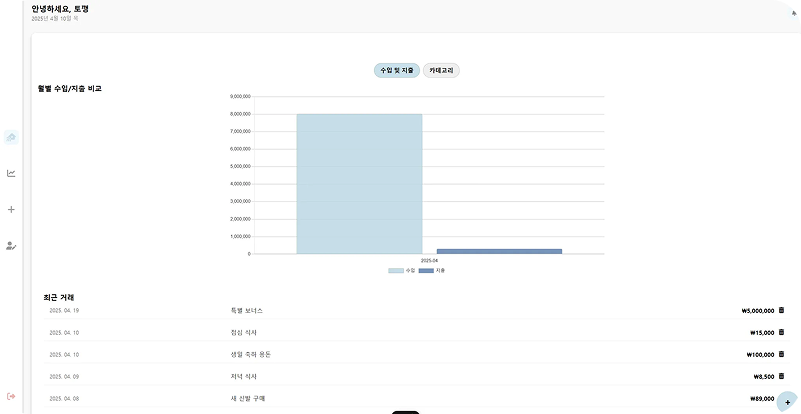 안녕하세요, 토깽
2025년 4월 10일 목
수입 및 지출
카테고리
월별 수입/지출 비교
9,000,000
8,000,000
7,000,000
6,000,000
5,000,000
4,000,000
3,000,000
2,000,000
1,000,000
0
2025-04
수입
지출
최근 거래
2025. 04. 19 특별 보너스 ₩5,000,000
2025. 04. 10 점심 식사 ₩15,000
2025. 04. 10 생일 축하 용돈 ₩100,000
2025. 04. 09 저녁 식사 ₩8,500
2025. 04. 08 새 신발 구매 ₩89,000